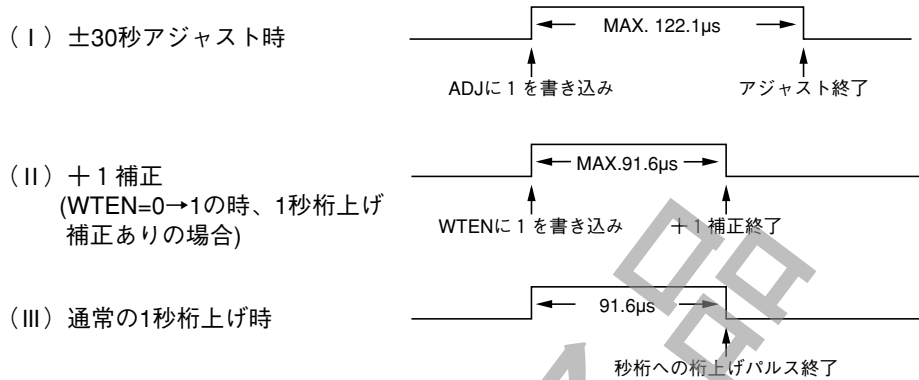 （Ⅰ）±30秒アジャスト時
MAX. 122.1μs
ADJに１を書き込み
アジャスト終了
（Ⅱ）＋１補正
(WTEN=0→1の時、1秒桁上げ
補正ありの場合)
MAX.91.6μs
WTENに１を書き込み
＋１補正終了
（Ⅲ）通常の1秒桁上げ時
91.6μs
秒桁への桁上げパルス終了